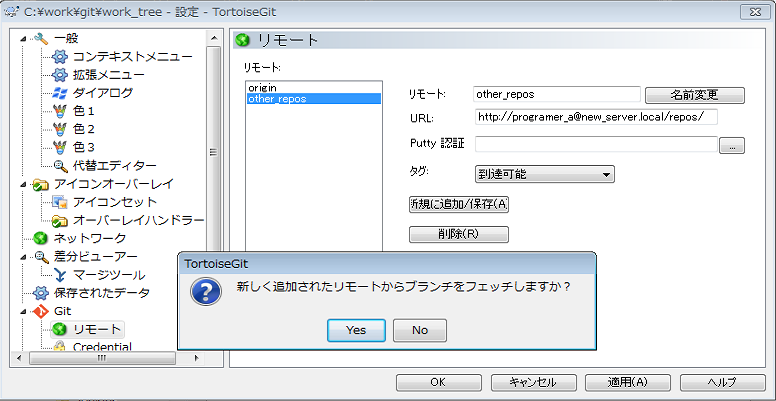 C:¥work¥git¥work_tree - 設定 - TortoiseGit
一般
コンテキストメニュー
拡張メニュー
ダイアログ
色1
色2
色3
代替エディター
アイコンオーバーレイ
アイコンセット
オーバーレイハンドラー
ネットワーク
差分ビューアー
マージツール
保存されたデータ
Git
リモート
Credential
リモート
リモート:
origin
other_repos
リモート: other_repos 名前変更
URL: http://programer_a@new_server.local/repos/
Putty 認証 ...
タグ: 到達可能
新規に追加/保存(A)
削除(R)
TortoiseGit
新しく追加されたリモートからブランチをフェッチしますか?
Yes No
OK キャンセル 適用(A) ヘルプ